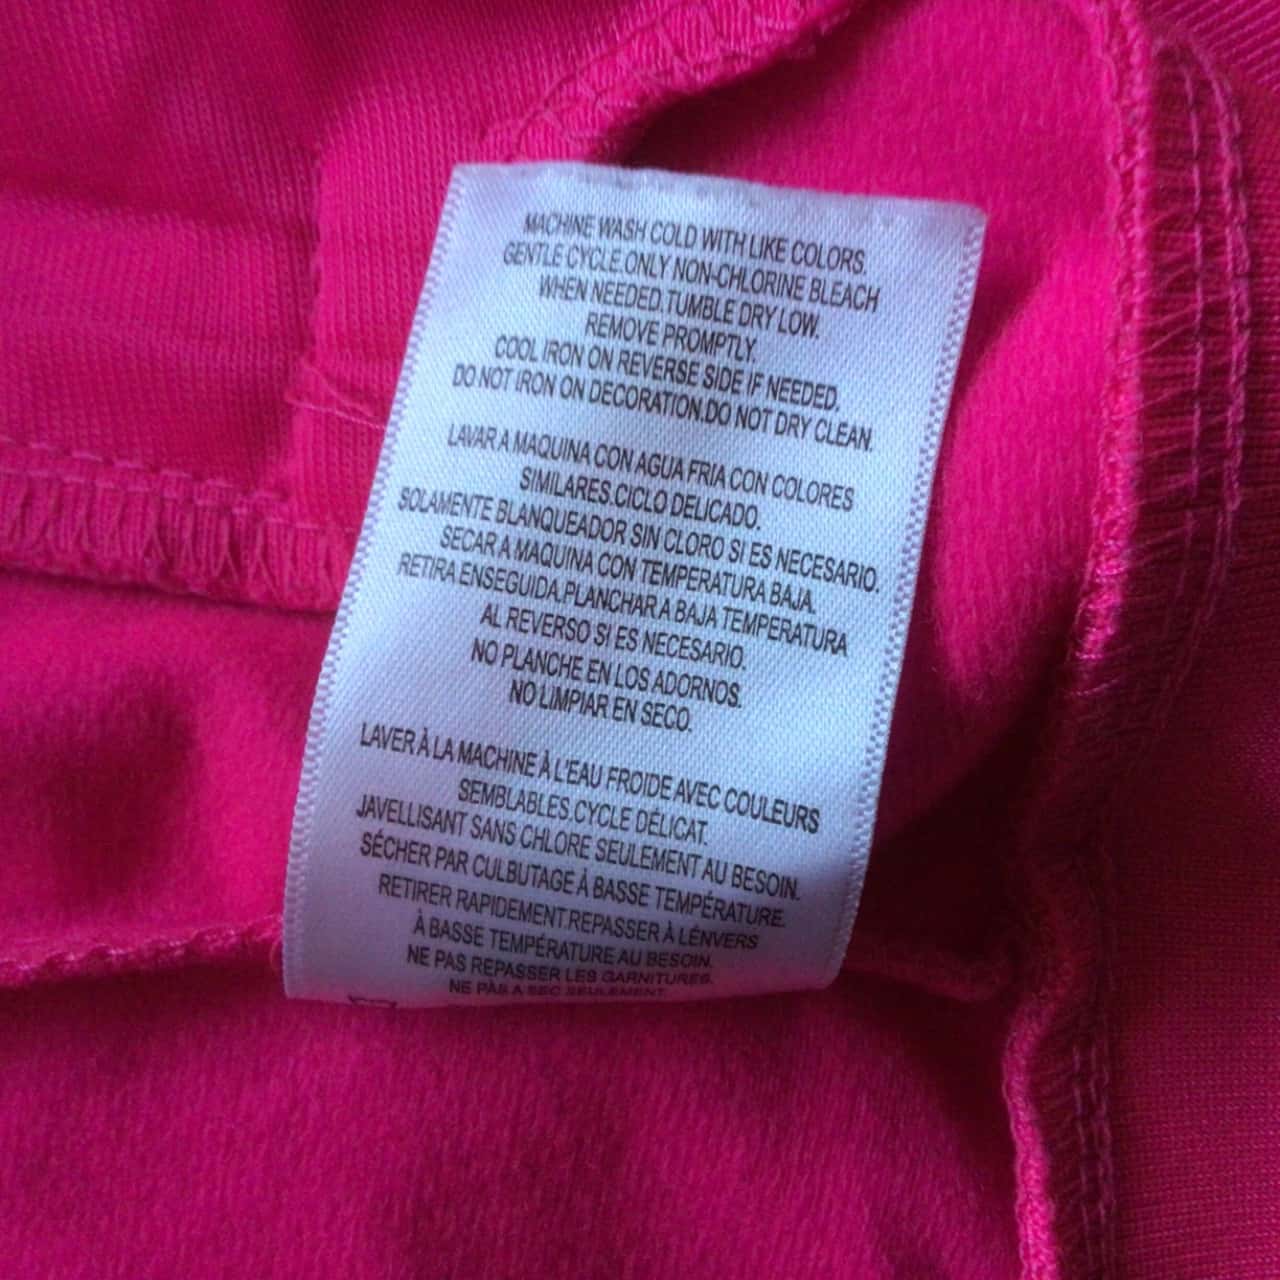 MACHINE WASH COLD WITH LIKE COLORS.
GENTLE CYCLE.ONLY NON-CHLORINE BLEACH
WHEN NEEDED.TUMBLE DRY LOW.
REMOVE PROMPTLY.
COOL IRON ON REVERSE SIDE IF NEEDED.
DO NOT IRON ON DECORATION.DO NOT DRY CLEAN.
LAVAR A MAQUINA CON AGUA FRIA CON COLORES
SIMILARES.CICLO DELICADO.
SOLAMENTE BLANQUEADOR SIN CLORO SI ES NECESARIO.
SECAR A MAQUINA CON TEMPERATURA BAJA.
RETIRA ENSEGUIDA.PLANCHAR A BAJA TEMPERATURA
AL REVERSO SI ES NECESARIO.
NO PLANCHE EN LOS ADORNOS.
NO LIMPIAR EN SECO.
LAVER À LA MACHINE À L'EAU FROIDE AVEC COULEURS
SEMBLABLES.CYCLE DÉLICAT.
JAVELLISANT SANS CHLORE SEULEMENT AU BESOIN.
SÉCHER PAR CULBUTAGE À BASSE TEMPÉRATURE.
RETIRER RAPIDEMENT.REPASSER À LÉNVERS
À BASSE TEMPÉRATURE AU BESOIN.
NE PAS REPASSER LES GARNITURES.
NE PÀS A SEC SEULEMENT.